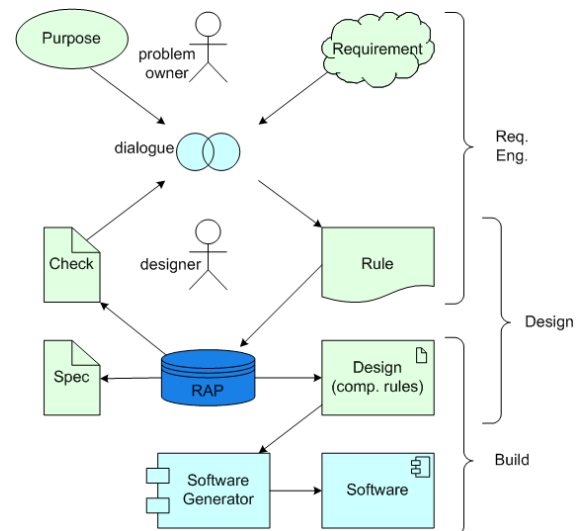 Purpose
problem
owner
Requirement
dialogue
Req.
Eng.
Check
designer
Rule
Design
Spec
RAP
Design
(comp. rules)
Build
Software
Generator
Software